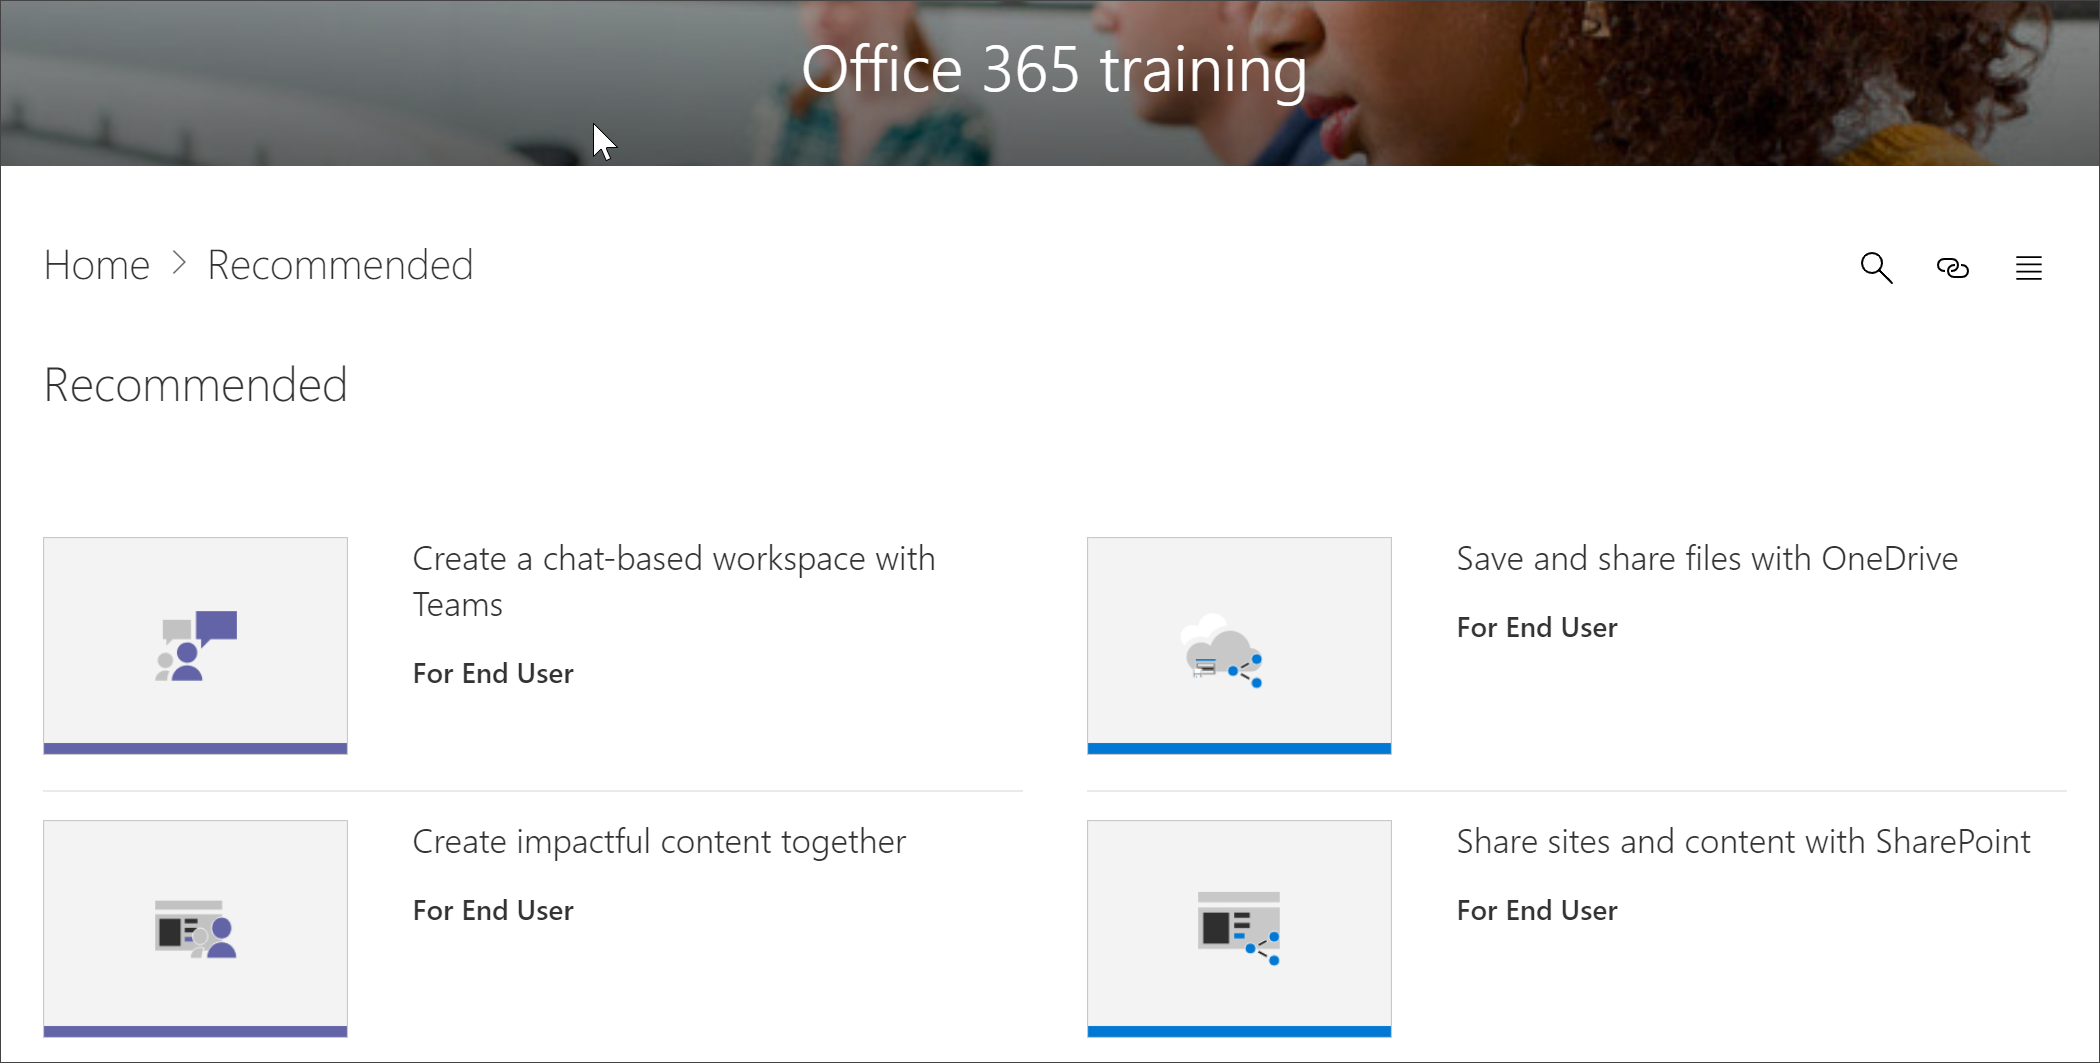 Office 365 training
Home > Recommended
Recommended
Create a chat-based workspace with
Teams
For End User
Save and share files with OneDrive
For End User
Create impactful content together
For End User
Share sites and content with SharePoint
For End User